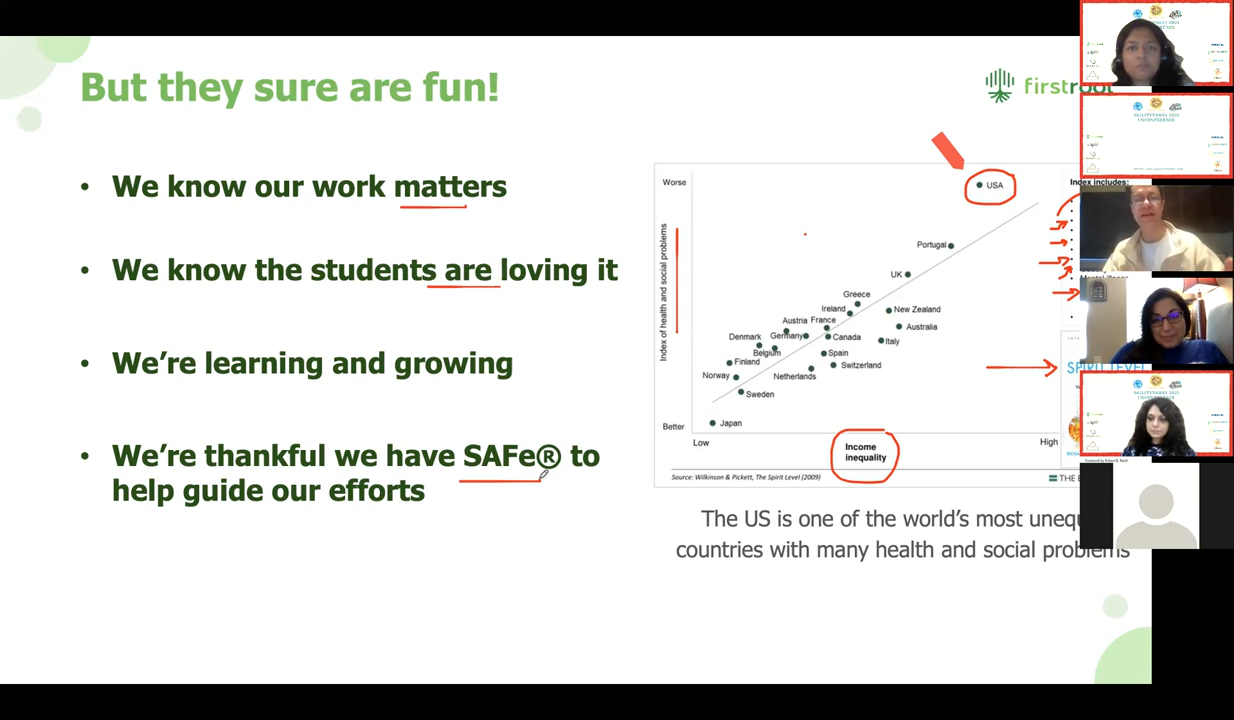 But they sure are fun!
firstroot
• We know our work matters
• We know the students are loving it
• We're learning and growing
• We're thankful we have SAFe® to
help guide our efforts
Worse
USA
Index includes:
Portugal
UK
Greece
Ireland
New Zealand
Austria
France
Australia
Denmark
Germany
Canada
Italy
Belgium
Spain
Finland
Switzerland
Norway
Netherlands
Sweden
Japan
Index of health and social problems
Better
Low
High
Income
inequality
Source: Wilkinson & Pickett, The Spirit Level (2009)
SPIRIT LEVEL
The US is one of the world's most
countries with many health and social problems